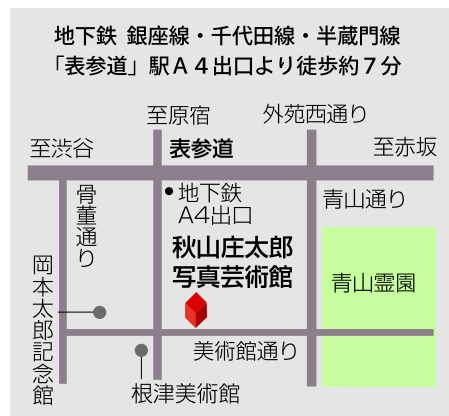 地下鉄 銀座線・千代田線・半蔵門線
「表参道」駅A４出口より徒歩約７分
至原宿
外苑西通り
至渋谷
表参道
至赤坂
骨董通り
地下鉄
A4出口
青山通り
秋山庄太郎
写真芸術館
岡本太郎記念館
青山霊園
美術館通り
根津美術館